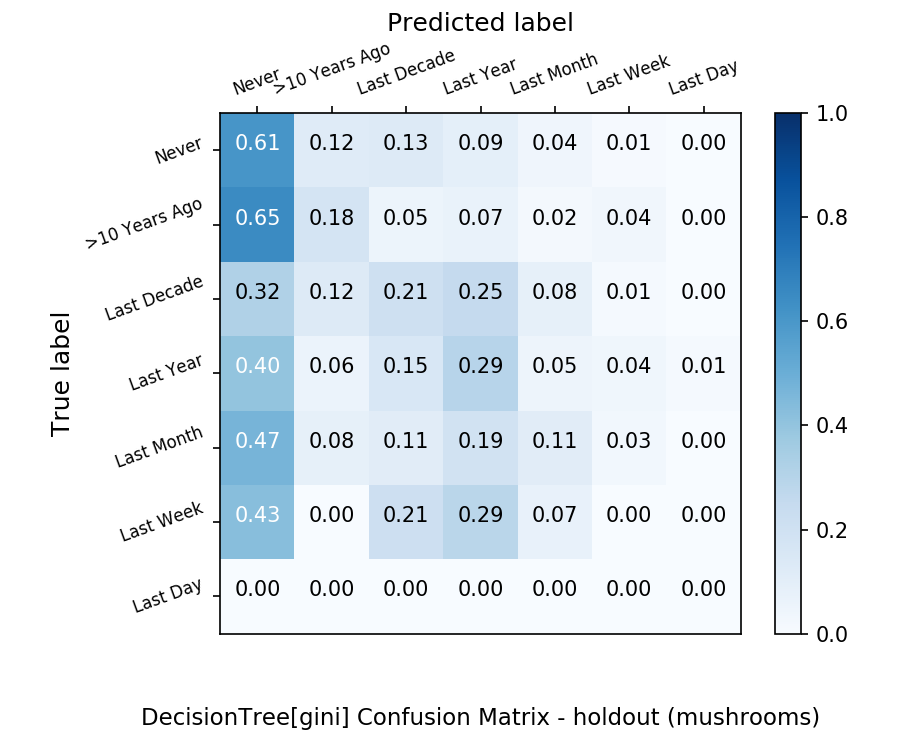 Predicted label
Never >10 Years Ago Last Decade Last Year Last Month Last Week Last Day
Never 0.61 0.12 0.13 0.09 0.04 0.01 0.00
>10 Years Ago 0.65 0.18 0.05 0.07 0.02 0.04 0.00
Last Decade 0.32 0.12 0.21 0.25 0.08 0.01 0.00
Last Year 0.40 0.06 0.15 0.29 0.05 0.04 0.01
Last Month 0.47 0.08 0.11 0.19 0.11 0.03 0.00
Last Week 0.43 0.00 0.21 0.29 0.07 0.00 0.00
Last Day 0.00 0.00 0.00 0.00 0.00 0.00 0.00
True label
1.0
0.8
0.6
0.4
0.2
0.0
DecisionTree[gini] Confusion Matrix - holdout (mushrooms)